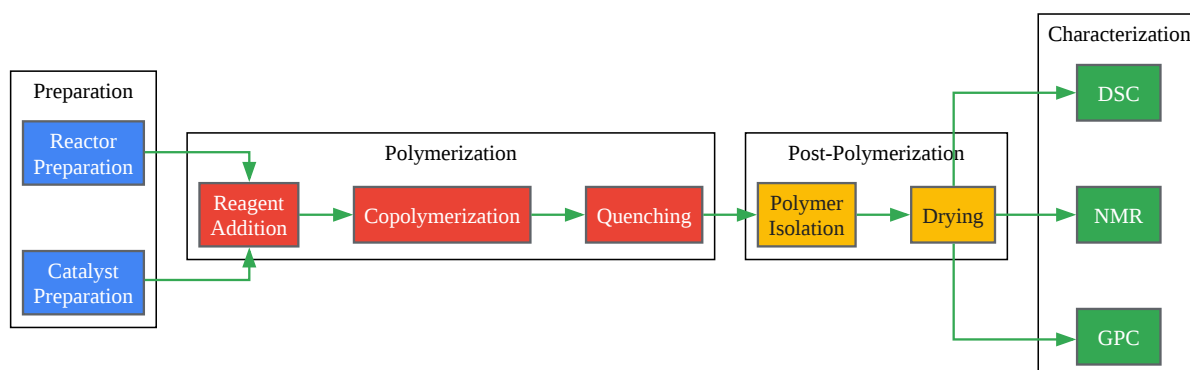 Preparation
Reactor
Preparation
Catalyst
Preparation
Polymerization
Reagent
Addition
Copolymerization
Quenching
Post-Polymerization
Polymer
Isolation
Drying
Characterization
DSC
NMR
GPC